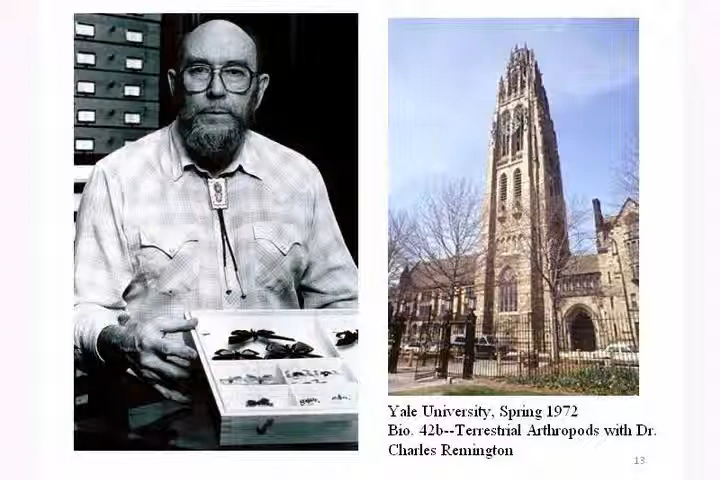 Yale University, Spring 1972
Bio. 42b--Terrestrial Arthropods with Dr.
Charles Remington
13